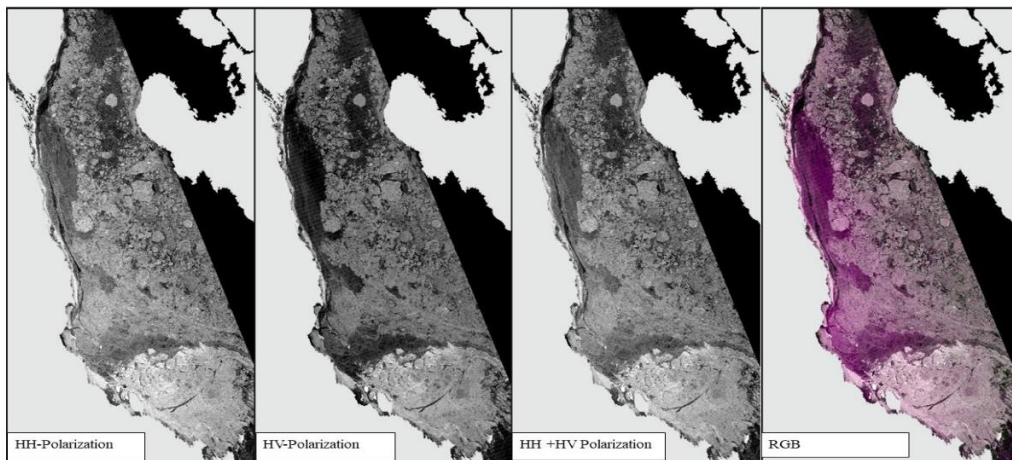 HH-Polarization
HV-Polarization
HH +HV Polarization
RGB